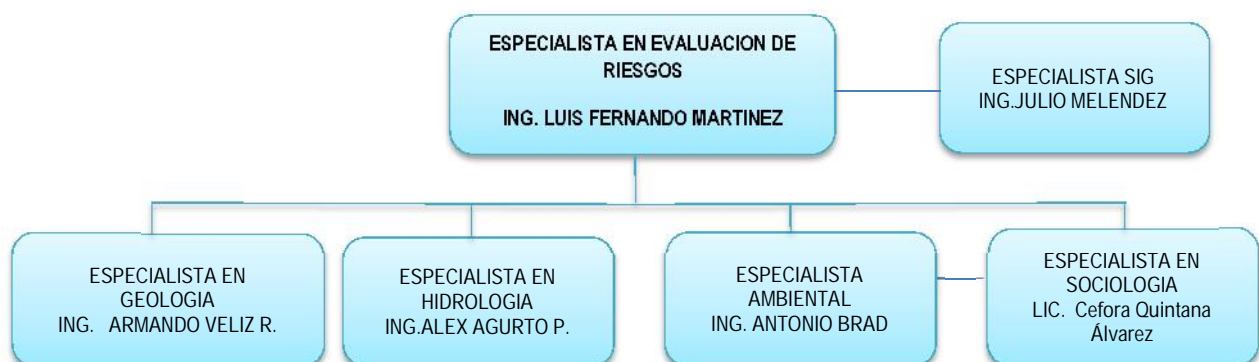 ESPECIALISTA EN EVALUACION DE
RIESGOS
ING. LUIS FERNANDO MARTINEZ
ESPECIALISTA SIG
ING.JULIO MELENDEZ
ESPECIALISTA EN
GEOLOGIA
ING. ARMANDO VELIZ R.
ESPECIALISTA EN
HIDROLOGIA
ING.ALEX AGURTO P.
ESPECIALISTA
AMBIENTAL
ING. ANTONIO BRAD
ESPECIALISTA EN
SOCIOLOGIA
LIC. Cefora Quintana
Álvarez